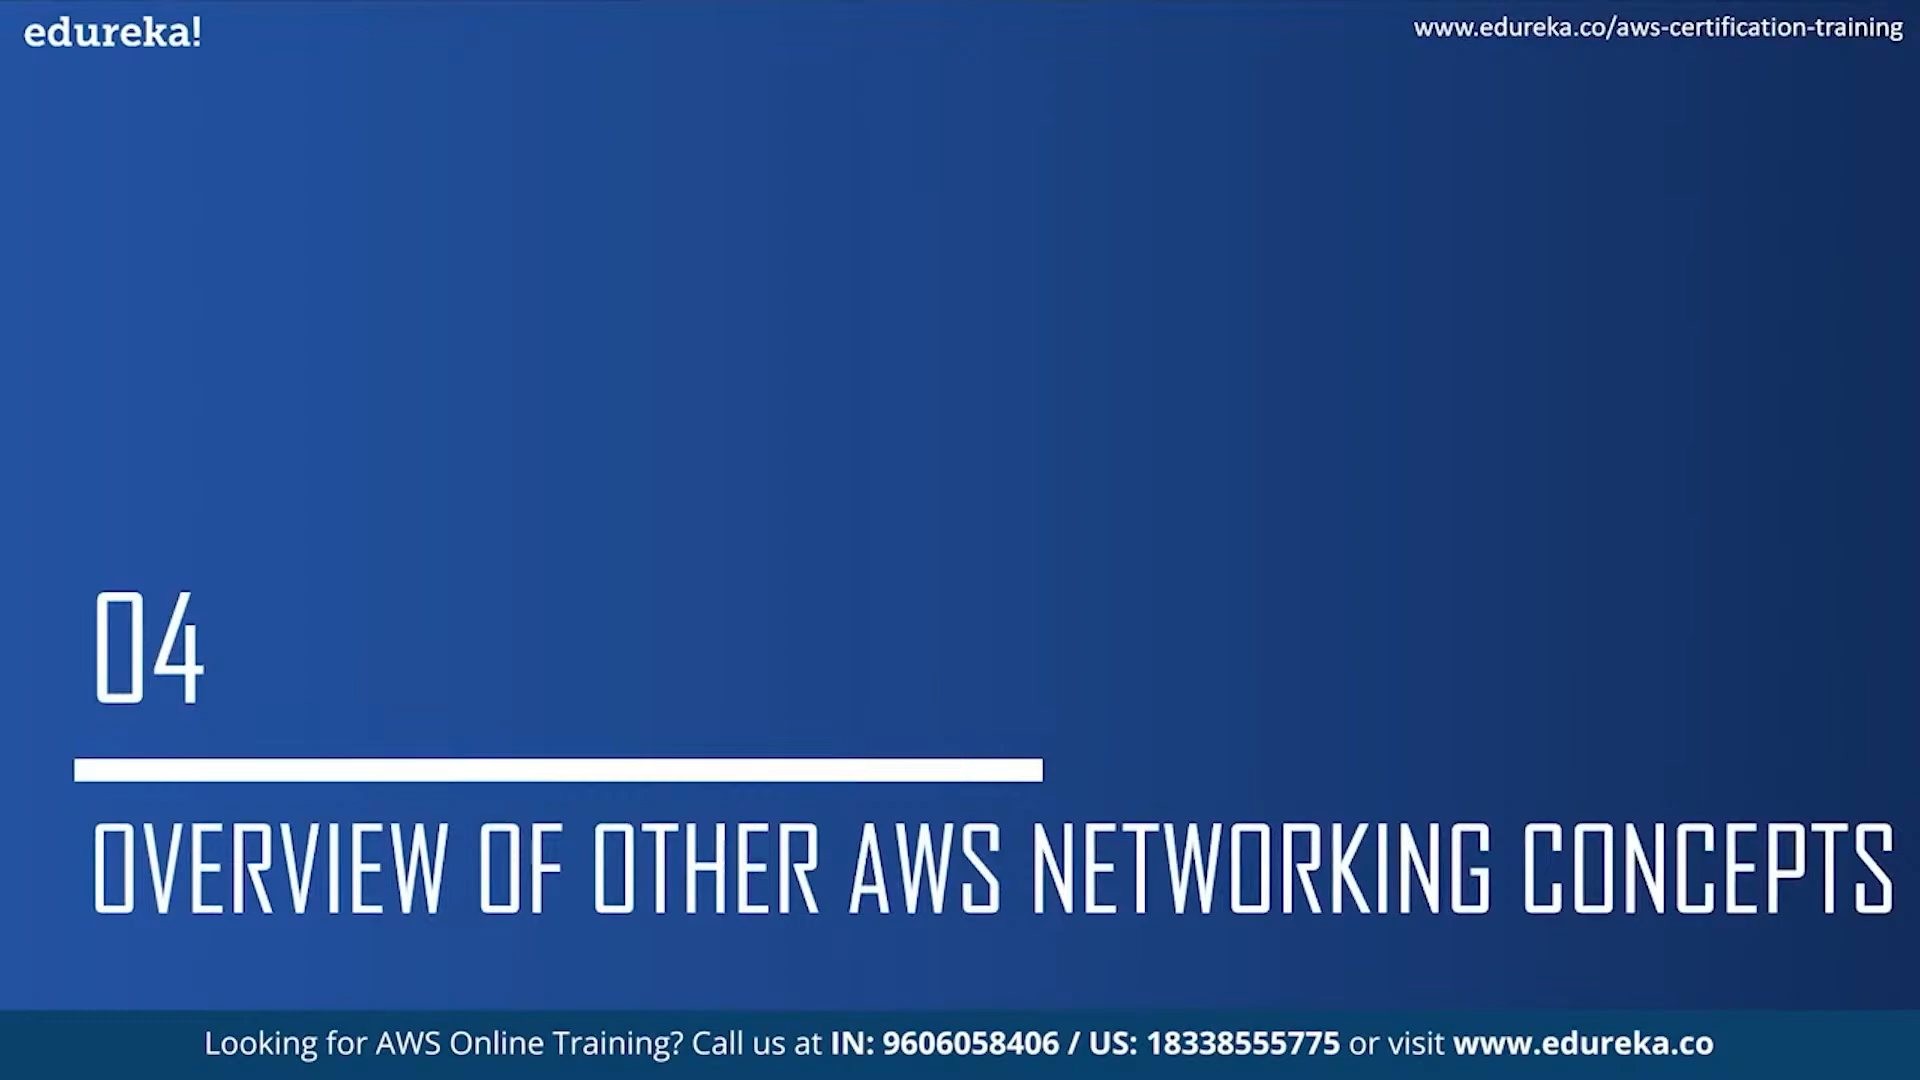 edureka!
www.edureka.co/aws-certification-training
04
OVERVIEW OF OTHER AWS NETWORKING CONCEPTS
Looking for AWS Online Training? Call us at IN: 9606058406 / US: 18338555775 or visit www.edureka.co